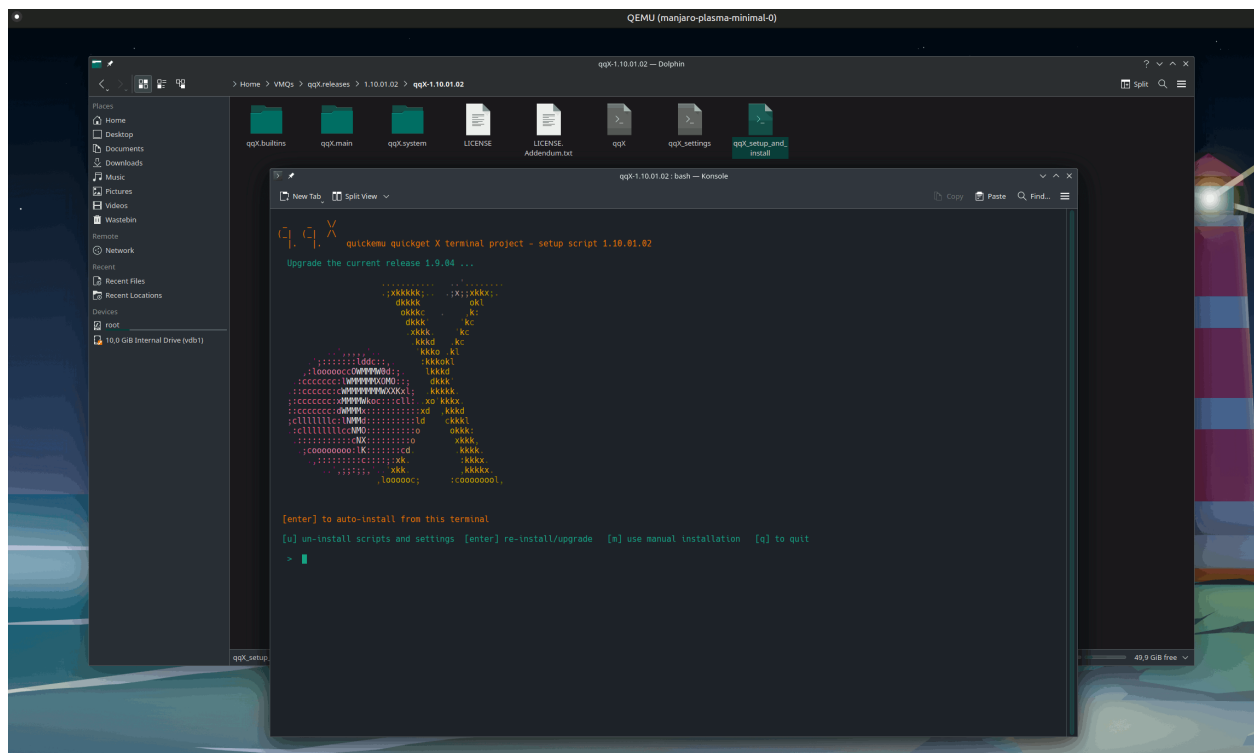 QEMU (manjaro-plasma-minimal-0)
qqX-1.10.01.02 — Dolphin
> Home > VMQs > qqX.releases > 1.10.01.02 > qqX-1.10.01.02
Split
Places
Home
Desktop
Documents
Downloads
Music
Pictures
Videos
Wastebin
Remote
Network
Recent
Recent Files
Recent Locations
Devices
root
10,0 GiB Internal Drive (vdb1)
qqX.builtins
qqX.main
qqX.system
LICENSE
LICENSE.
Addendum.txt
qqX
qqX_settings
qqX_setup_and_
install
qqX-1.10.01.02 : bash — Konsole
New Tab
Split View
Copy
Paste
Find...
quickemu quickget X terminal project - setup script 1.10.01.02
Upgrade the current release 1.9.04 ...
[enter] to auto-install from this terminal
[u] un-install scripts and settings [enter] re-install/upgrade [m] use manual installation [q] to quit
>
qqX_setup_
49,9 GiB free